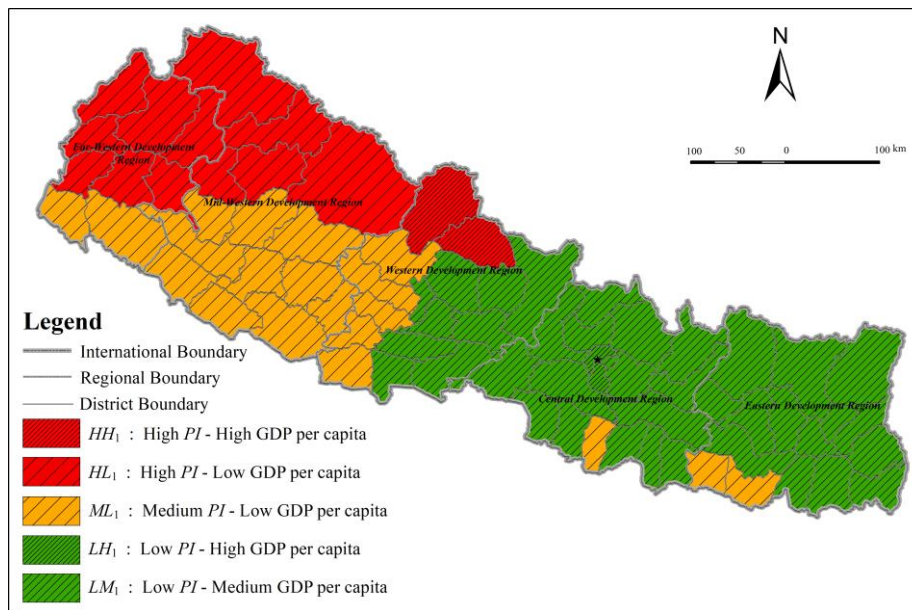 N
100 50 0 100 km
Far-Western Development
Region
Mid-Western Development Region
Western Development Region
Central Development Region
Eastern Development Region
Legend
International Boundary
Regional Boundary
District Boundary
HH₁ : High PI - High GDP per capita
HL₁ : High PI - Low GDP per capita
ML₁ : Medium PI - Low GDP per capita
LH₁ : Low PI - High GDP per capita
LM₁ : Low PI - Medium GDP per capita